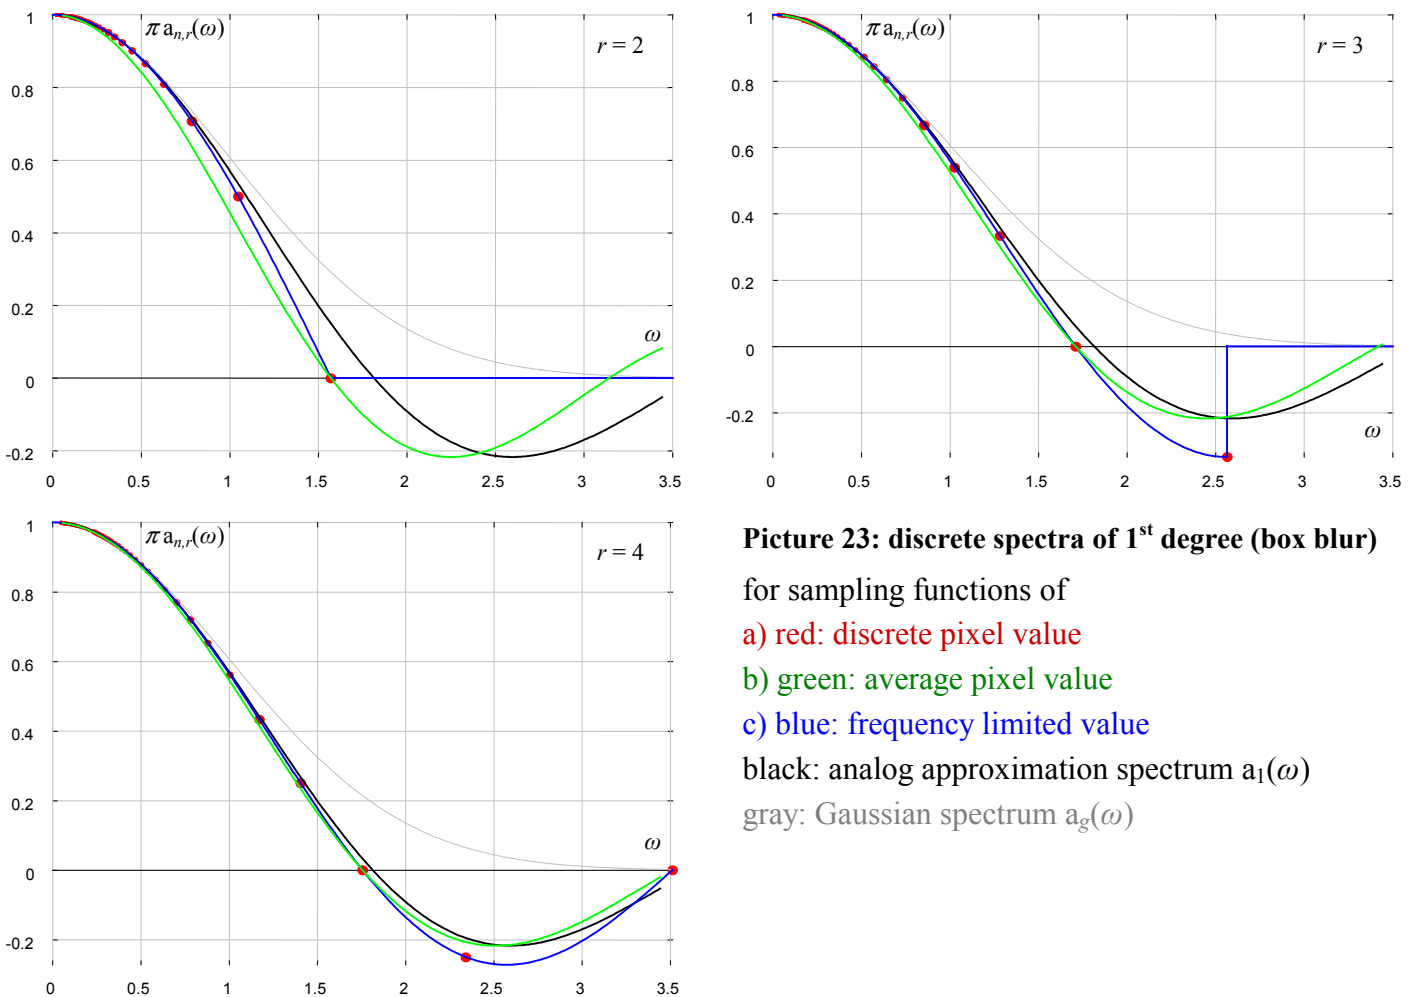 1
0.8
0.6
0.4
0.2
0
-0.2
0 0.5 1 1.5 2 2.5 3 3.5
π a_{n,r}(ω)
r = 2
ω
1
0.8
0.6
0.4
0.2
0
-0.2
0 0.5 1 1.5 2 2.5 3 3.5
π a_{n,r}(ω)
r = 3
ω
1
0.8
0.6
0.4
0.2
0
-0.2
0 0.5 1 1.5 2 2.5 3 3.5
π a_{n,r}(ω)
r = 4
ω
Picture 23: discrete spectra of 1st degree (box blur)
for sampling functions of
a) red: discrete pixel value
b) green: average pixel value
c) blue: frequency limited value
black: analog approximation spectrum a₁(ω)
gray: Gaussian spectrum a_g(ω)